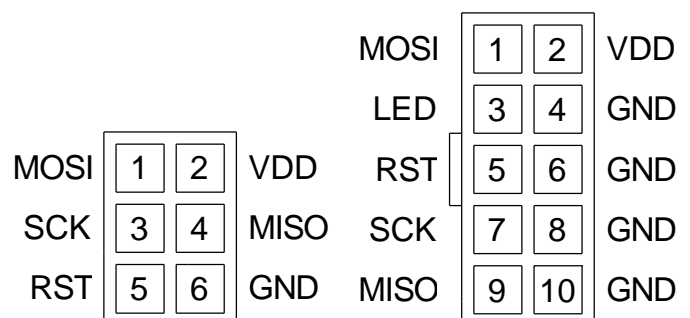 MOSI 1 2 VDD
SCK 3 4 MISO
RST 5 6 GND
MOSI 1 2 VDD
LED 3 4 GND
RST 5 6 GND
SCK 7 8 GND
MISO 9 10 GND